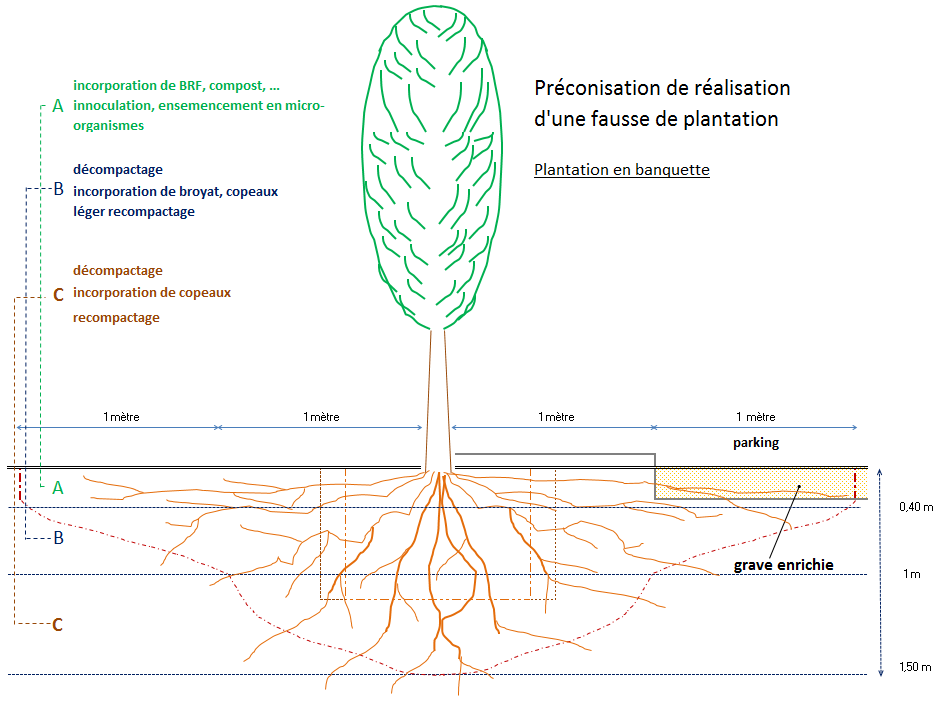 Préconisation de réalisation
d'une fausse de plantation
Plantation en banquette
A
incorporation de BRF, compost, ...
innoculation, ensemencement en micro-
organismes
B
décompactage
incorporation de broyat, copeaux
léger recompactage
C
décompactage
incorporation de copeaux
recompactage
1 mètre
1 mètre
1 mètre
1 mètre
parking
A
0,40 m
B
grave enrichie
1 m
C
1,50 m